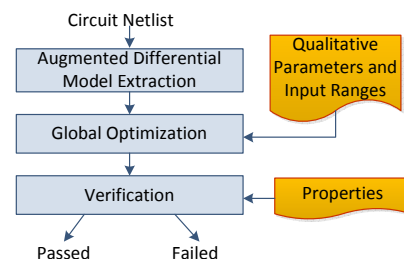 Circuit Netlist
Augmented Differential
Model Extraction
Qualitative
Parameters and
Input Ranges
Global Optimization
Verification
Properties
Passed
Failed